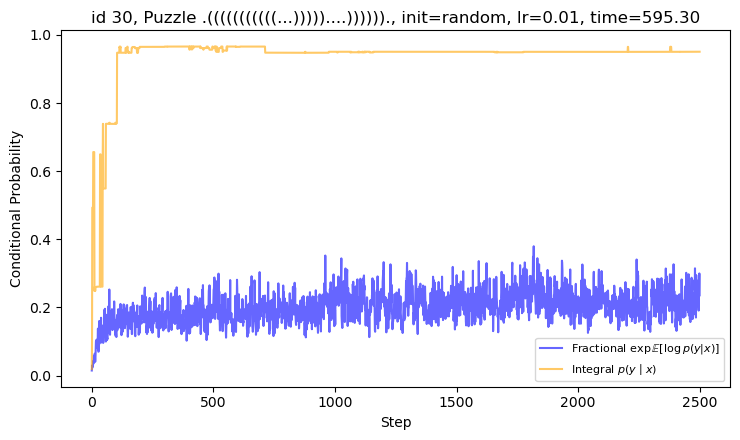 id 30, Puzzle .(((((((((((...)))))....))))))., init=random, lr=0.01, time=595.30
Conditional Probability
1.0
0.8
0.6
0.4
0.2
0.0
Fractional exp𝔼[log p(y|x)]
Integral p(y | x)
0 500 1000 1500 2000 2500
Step